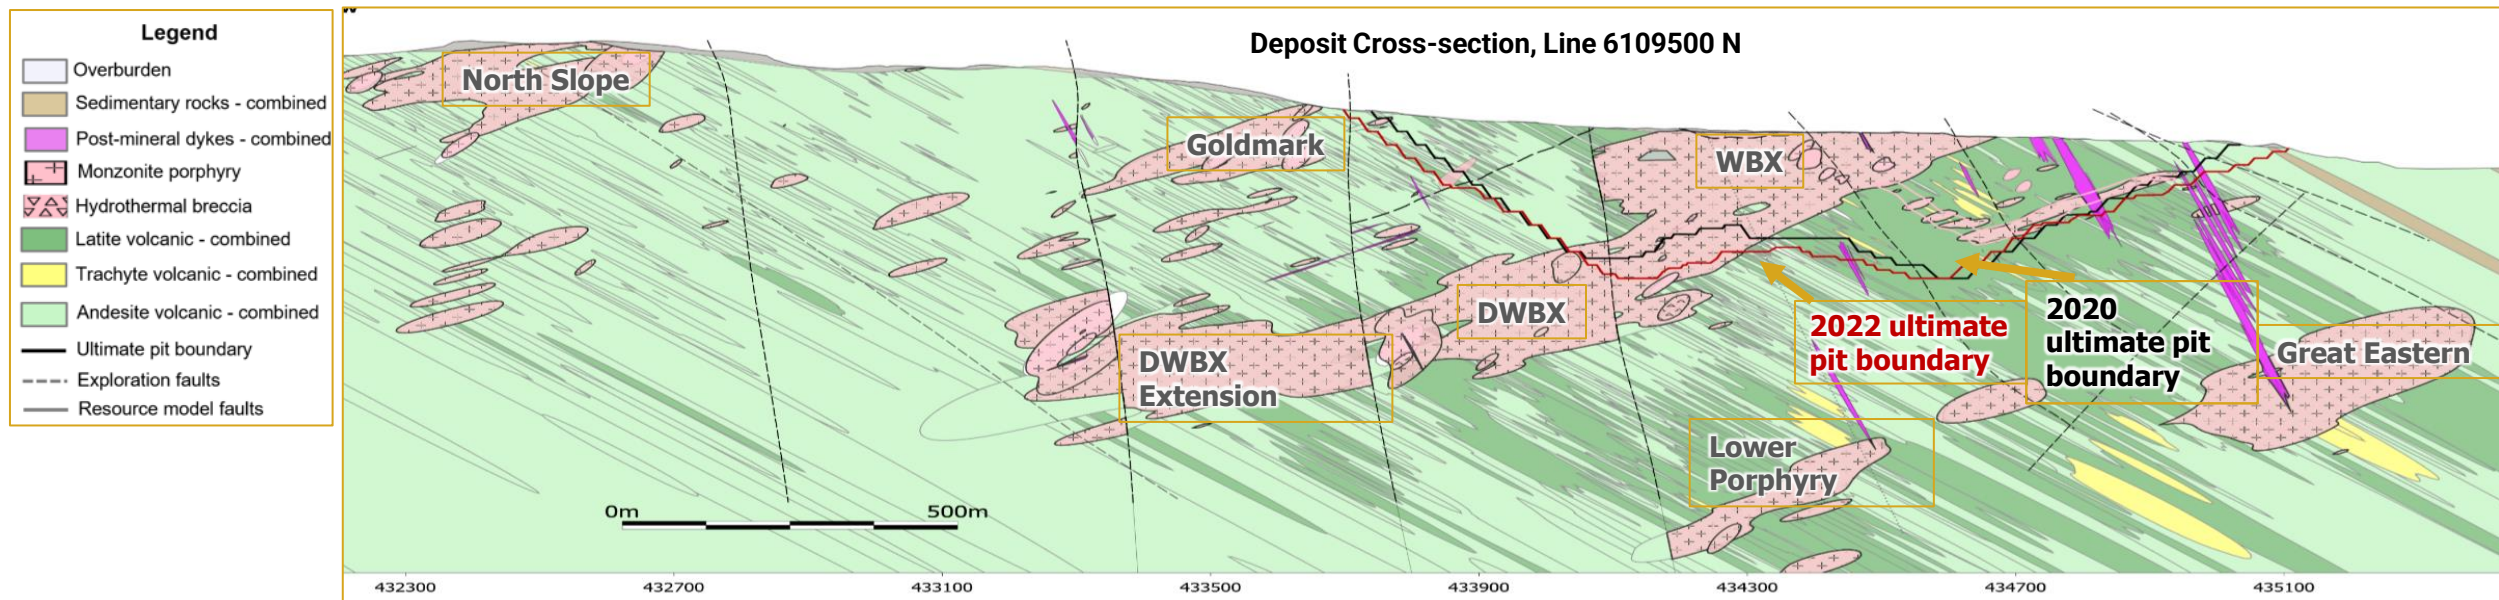 Legend
Overburden
Sedimentary rocks - combined
Post-mineral dykes - combined
Monzonite porphyry
Hydrothermal breccia
Latite volcanic - combined
Trachyte volcanic - combined
Andesite volcanic - combined
Ultimate pit boundary
Exploration faults
Resource model faults
Deposit Cross-section, Line 6109500 N
North Slope
Goldmark
WBX
DWBX
DWBX
Extension
2022 ultimate
pit boundary
2020
ultimate pit
boundary
Great Eastern
Lower
Porphyry
0m 500m
432300 432700 433100 433500 433900 434300 434700 435100